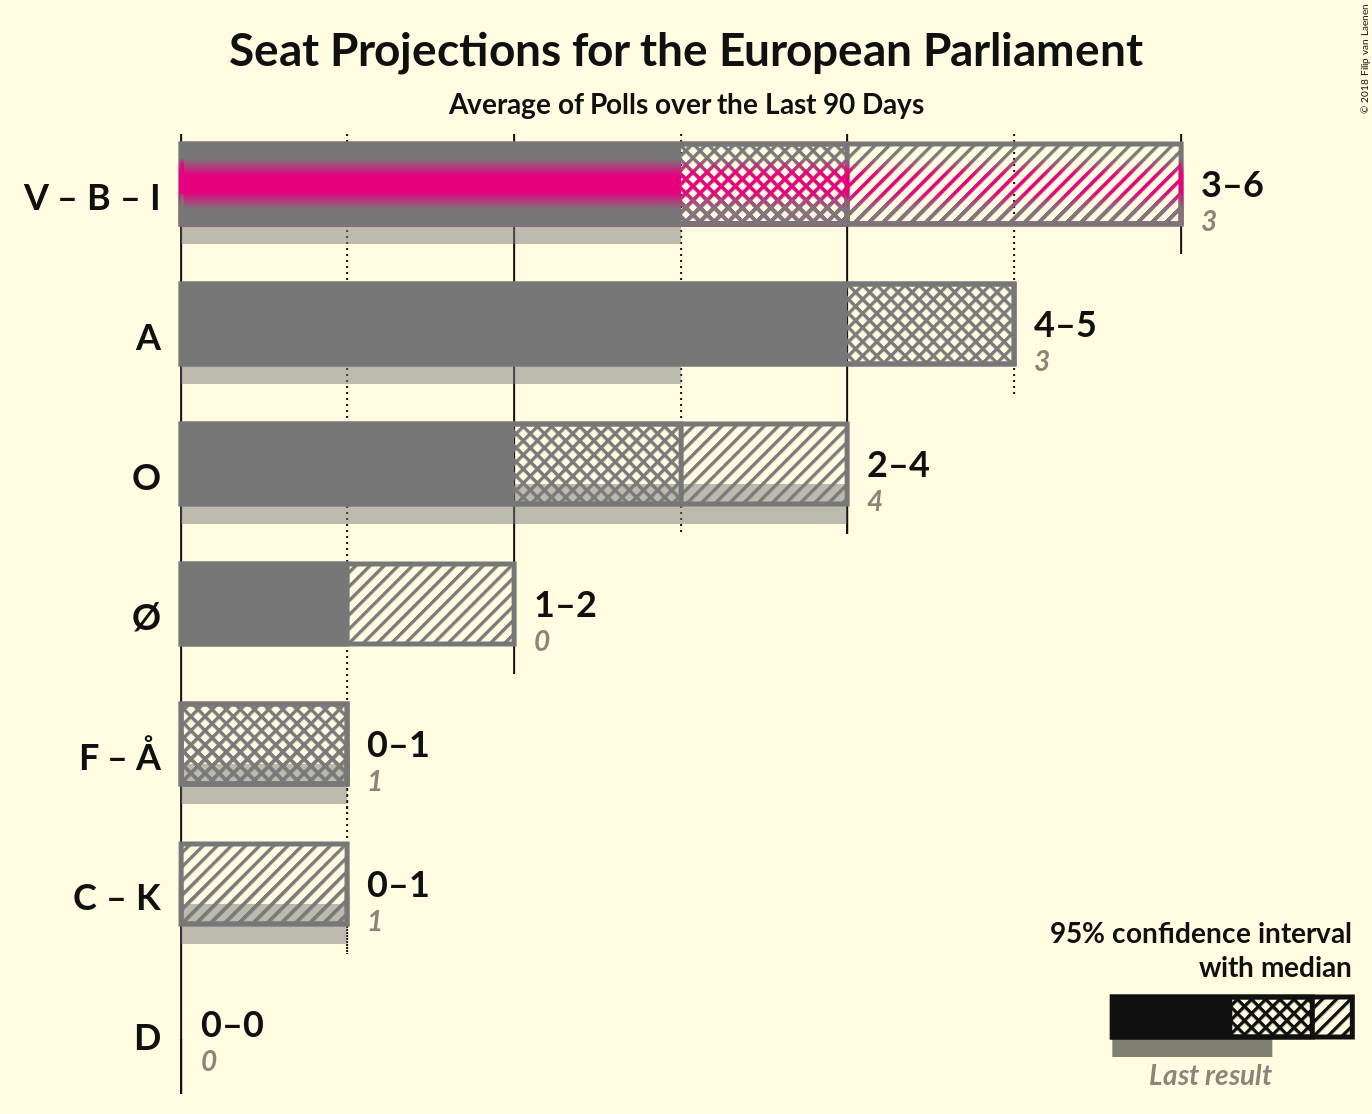 Seat Projections for the European Parliament
Average of Polls over the Last 90 Days
© 2018 Filip van Laenen
V – B – I
3–6
3
A
4–5
3
O
2–4
4
Ø
1–2
0
F – Å
0–1
1
C – K
0–1
1
D
0–0
0
95% confidence interval
with median
Last result